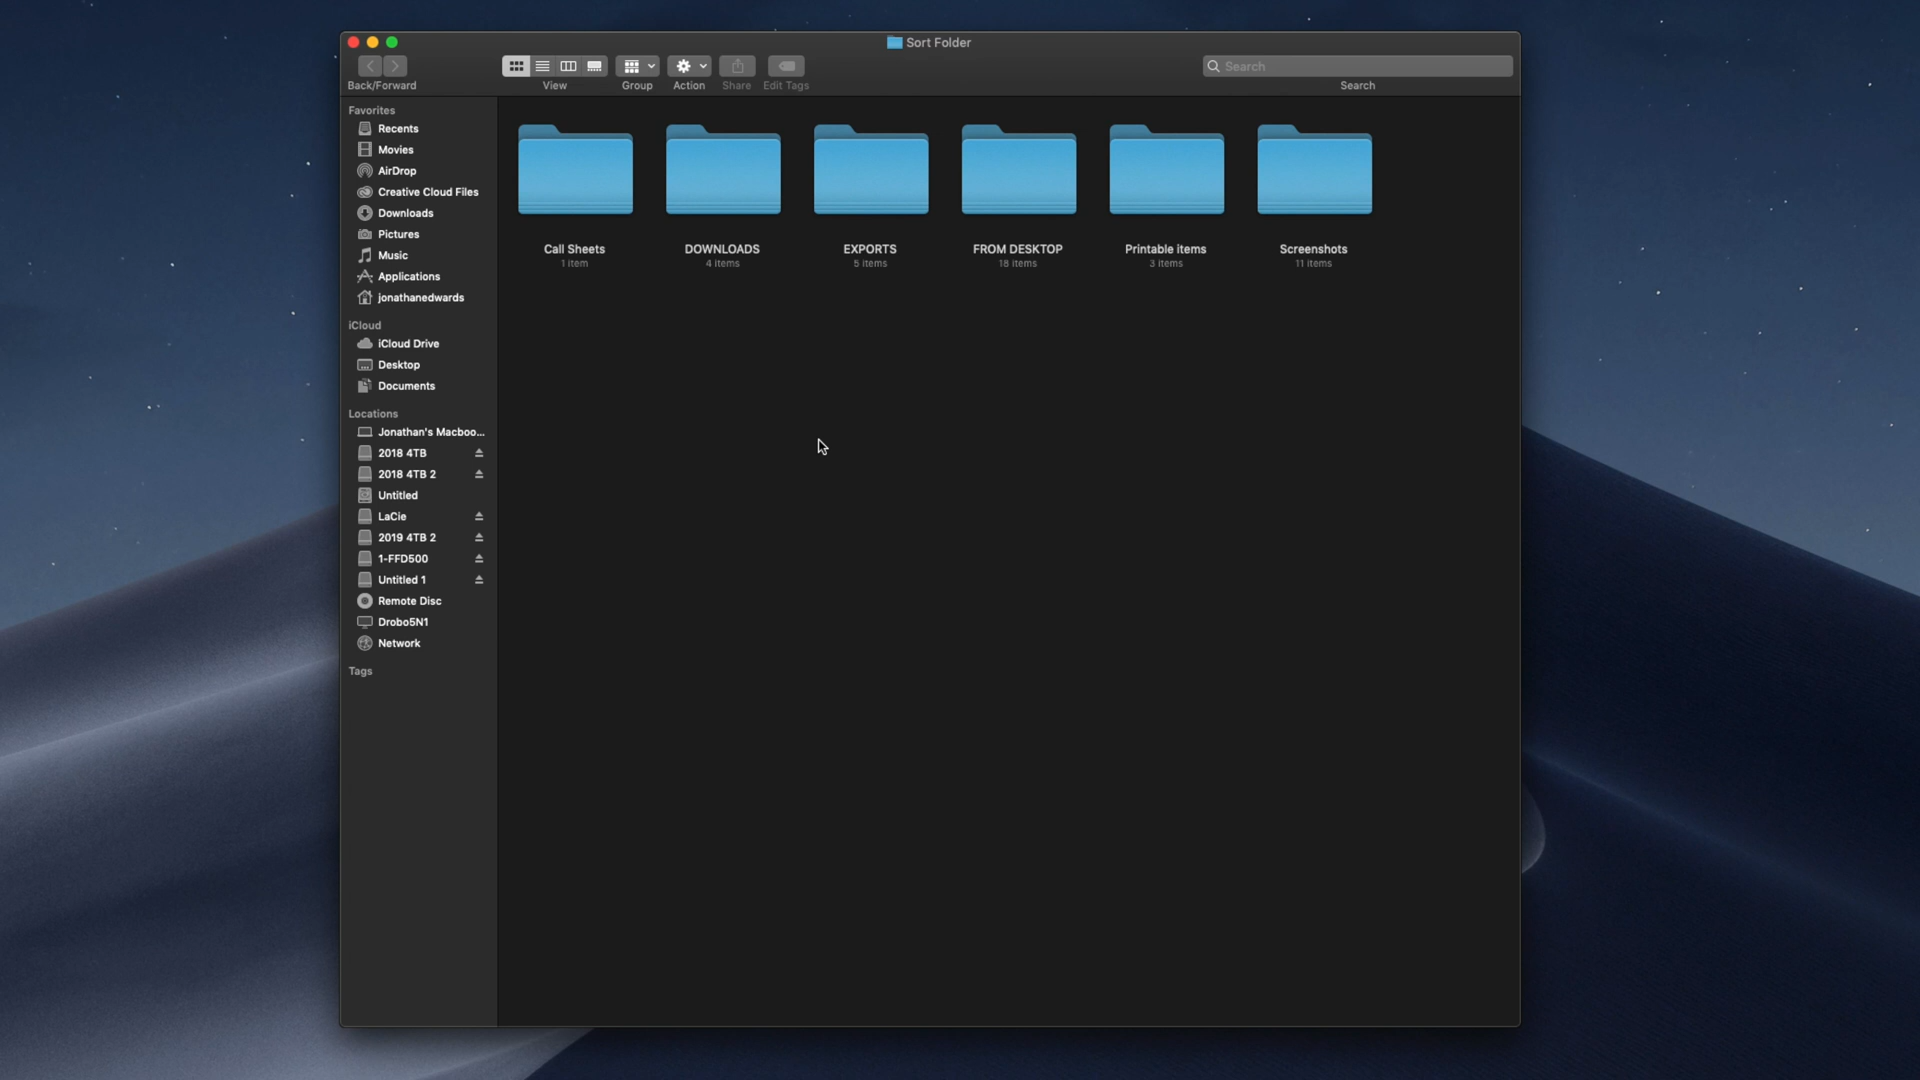 Sort Folder
Search
Back/Forward
View
Group
Action
Share
Edit Tags
Search
Favorites
Recents
Movies
AirDrop
Creative Cloud Files
Downloads
Pictures
Music
Applications
jonathanedwards
iCloud
iCloud Drive
Desktop
Documents
Locations
Jonathan's Macboo...
2018 4TB
2018 4TB 2
Untitled
LaCie
2019 4TB 2
1-FFD500
Untitled 1
Remote Disc
Drobo5N1
Network
Tags
Call Sheets
1 item
DOWNLOADS
4 items
EXPORTS
5 items
FROM DESKTOP
18 items
Printable items
3 items
Screenshots
11 items